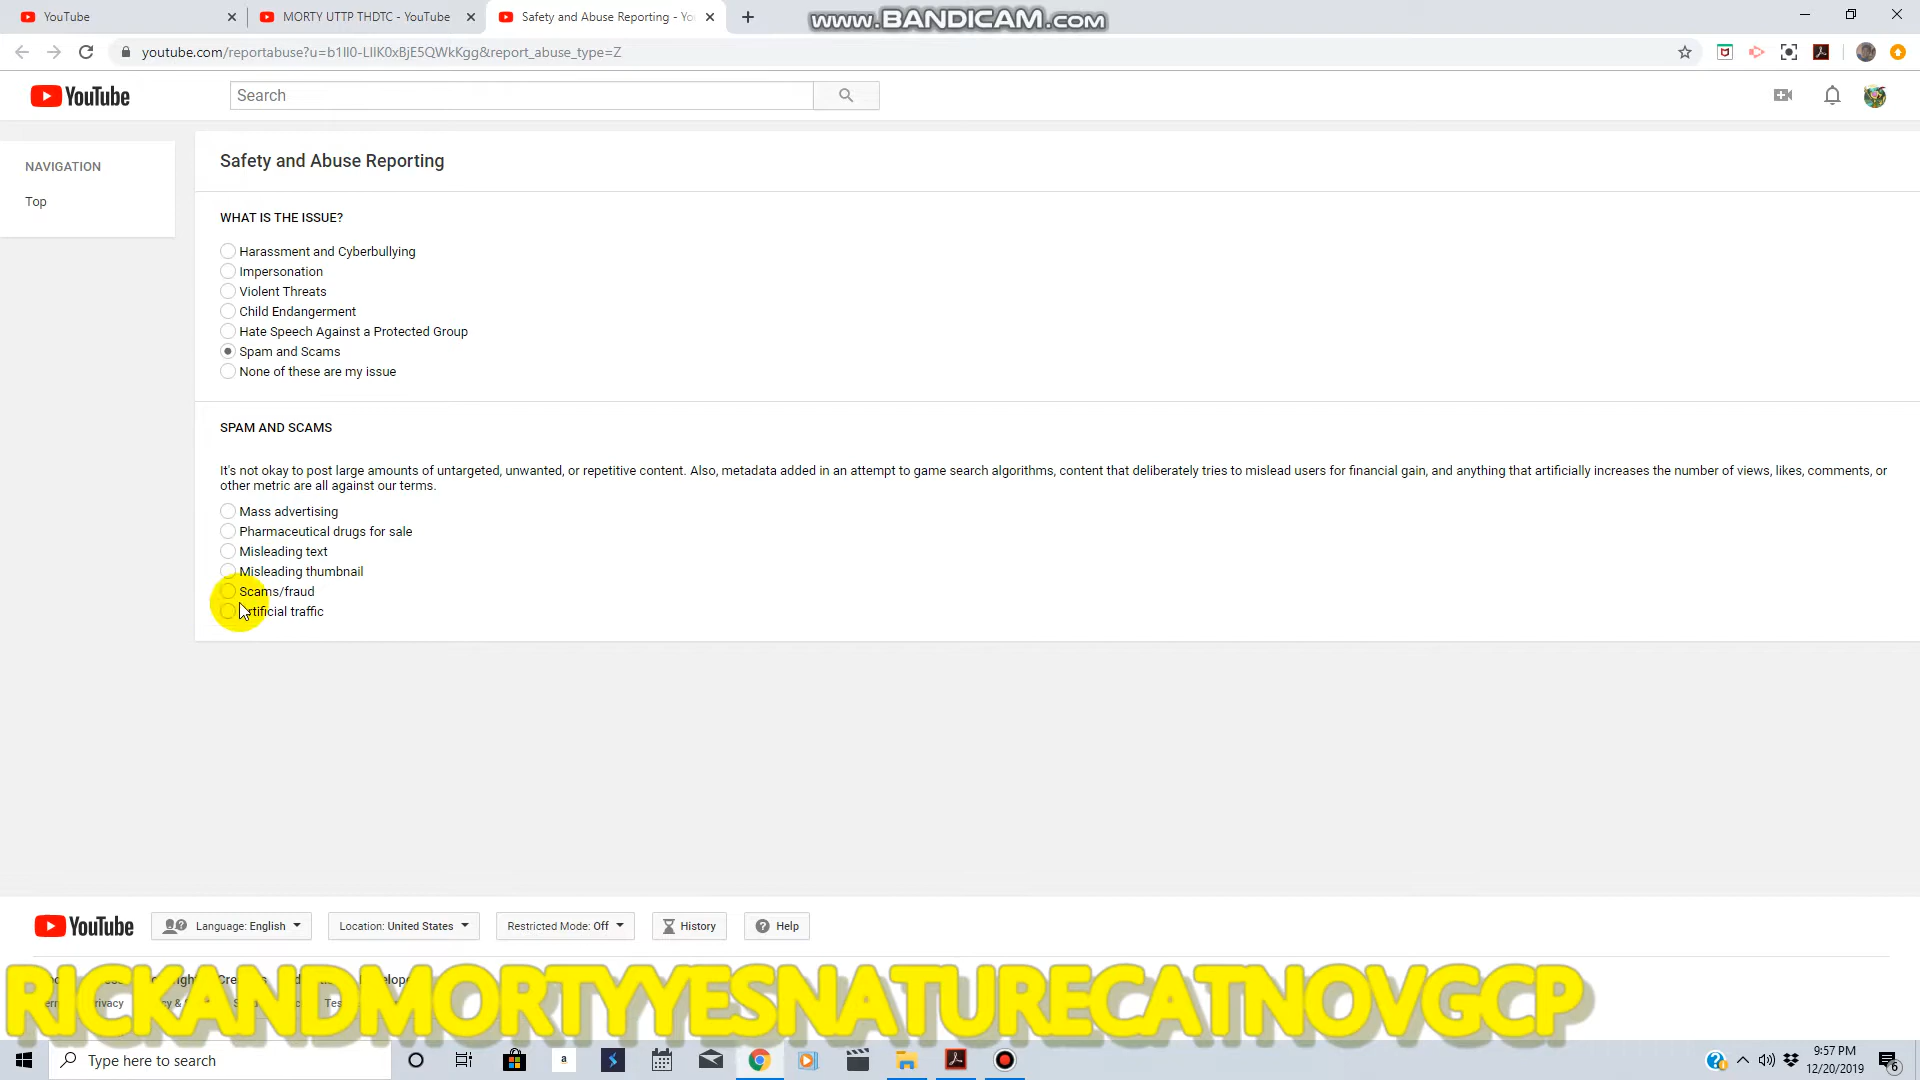 YouTube
MORTY UTTP THDTC - YouTube
Safety and Abuse Reporting - Yo
www.BANDICAM.com
youtube.com/reportabuse?u=b1lI0-LlIK0xBjE5QWkKgg&report_abuse_type=Z
YouTube
Search
NAVIGATION
Top
Safety and Abuse Reporting
WHAT IS THE ISSUE?
Harassment and Cyberbullying
Impersonation
Violent Threats
Child Endangerment
Hate Speech Against a Protected Group
Spam and Scams
None of these are my issue
SPAM AND SCAMS
It's not okay to post large amounts of untargeted, unwanted, or repetitive content. Also, metadata added in an attempt to game search algorithms, content that deliberately tries to mislead users for financial gain, and anything that artificially increases the number of views, likes, comments, or
other metric are all against our terms.
Mass advertising
Pharmaceutical drugs for sale
Misleading text
Misleading thumbnail
Scams/fraud
Artificial traffic
YouTube
Language: English
Location: United States
Restricted Mode: Off
History
Help
RICKANDMORTYYESNATURECATNOVGCP
Type here to search
a
9:57 PM
12/20/2019
6